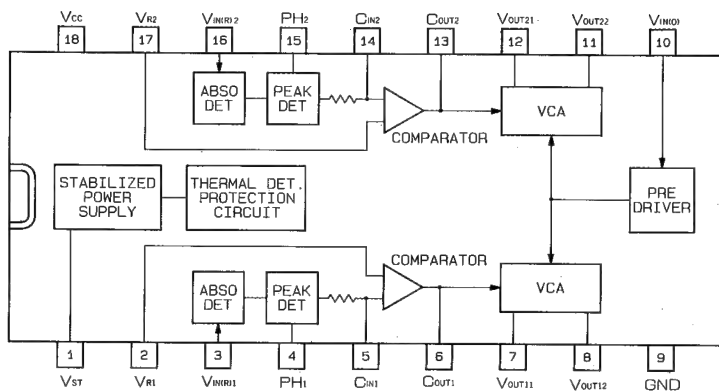 VCC VR2 VIN(R)2 PH2 CIN2 COUT2 VOUT21 VOUT22 VIN(O)
18 17 16 15 14 13 12 11 10
ABSO DET
PEAK DET
COMPARATOR
VCA
STABILIZED POWER SUPPLY
THERMAL DET. PROTECTION CIRCUIT
PRE DRIVER
COMPARATOR
ABSO DET
PEAK DET
VCA
1 2 3 4 5 6 7 8 9
VST VR1 VIN(R)1 PH1 CIN1 COUT1 VOUT11 VOUT12 GND